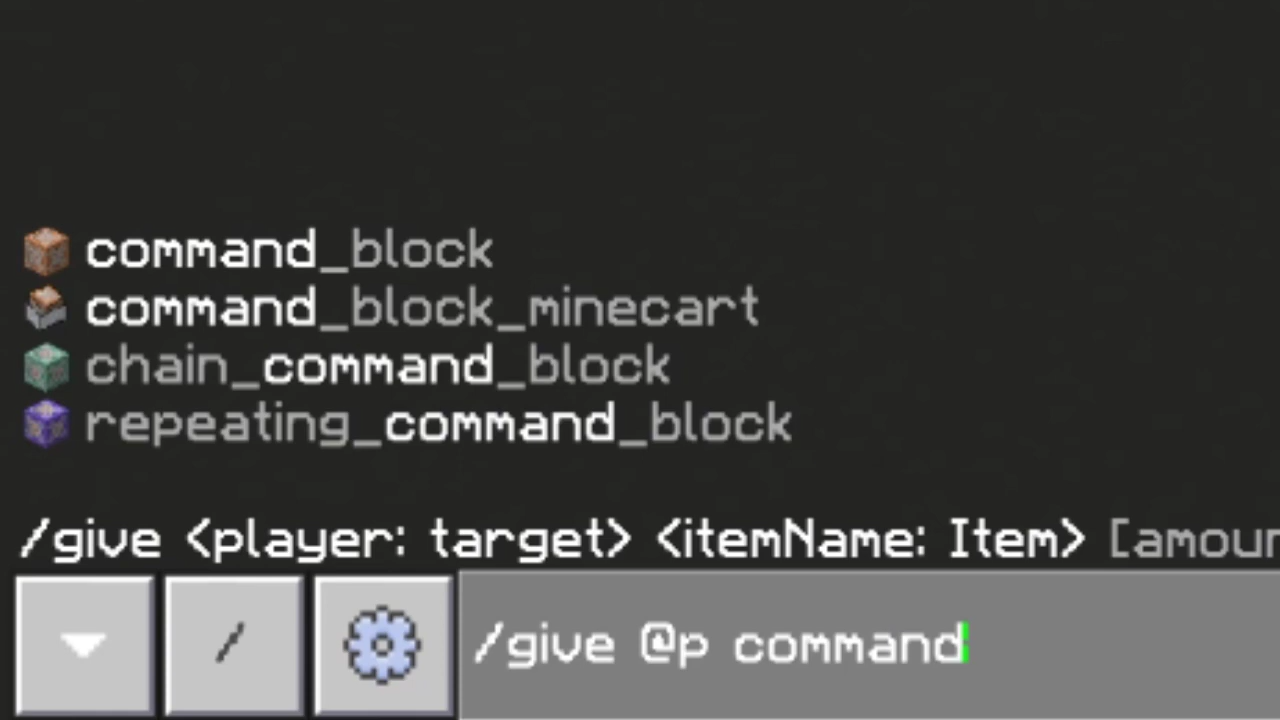 command_block
command_block_minecart
chain_command_block
repeating_command_block
/give <player: target> <itemName: Item> [amour
/
/give @p command